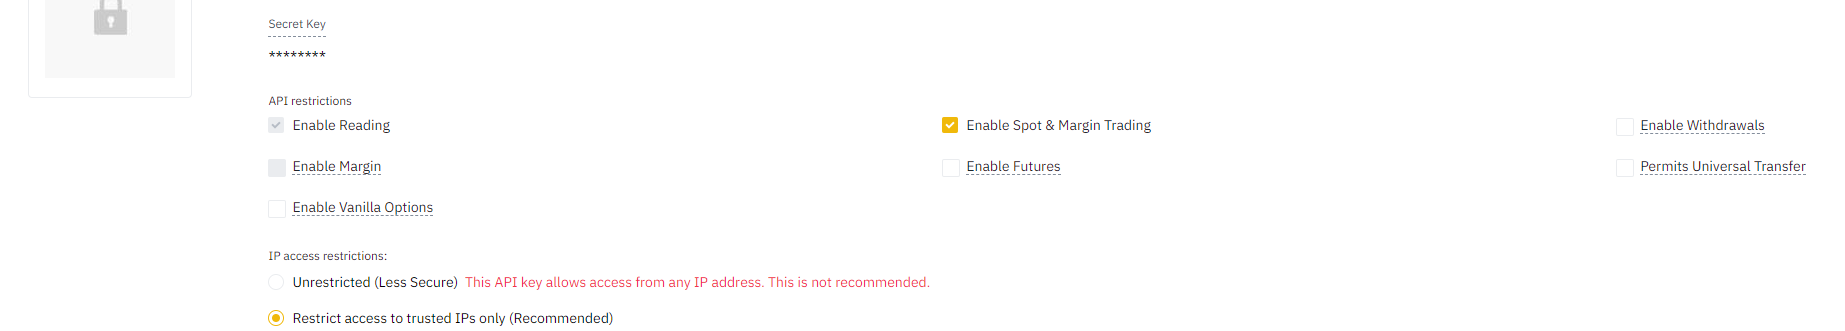 Secret Key
********
API restrictions
Enable Reading
Enable Spot & Margin Trading
Enable Withdrawals
Enable Margin
Enable Futures
Permits Universal Transfer
Enable Vanilla Options
IP access restrictions:
Unrestricted (Less Secure) This API key allows access from any IP address. This is not recommended.
Restrict access to trusted IPs only (Recommended)